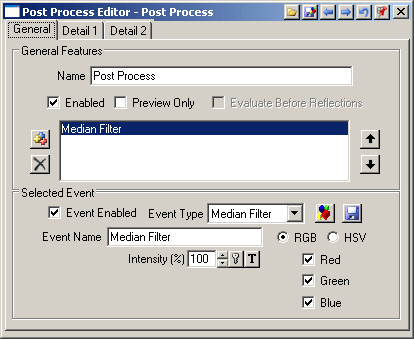 Post Process Editor - Post Process
General Detail 1 Detail 2
General Features
Name Post Process
Enabled Preview Only Evaluate Before Reflections
Median Filter
Selected Event
Event Enabled Event Type Median Filter
Event Name Median Filter RGB HSV
Intensity (%) 100 T Red
Green
Blue